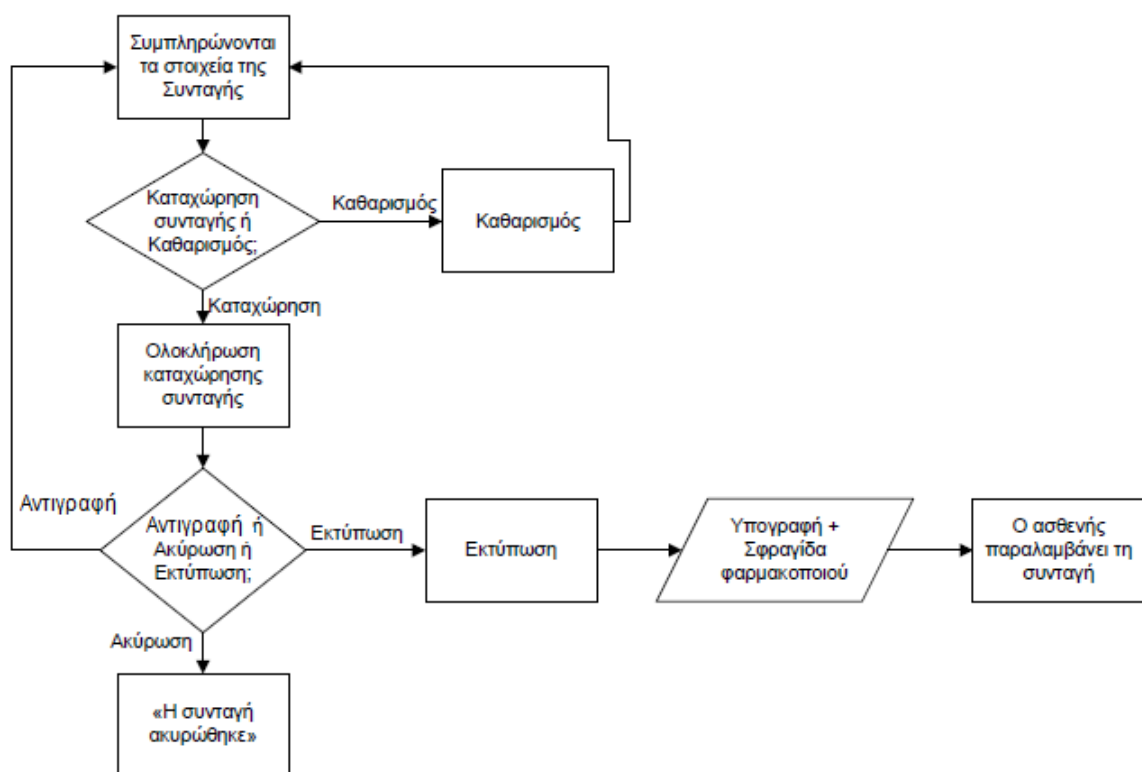 Συμπληρώνονται
τα στοιχεία της
Συνταγής
Καταχώρηση
συνταγής ή
Καθαρισμός;
Καθαρισμός
Καθαρισμός
Καταχώρηση
Ολοκλήρωση
καταχώρησης
συνταγής
Αντιγραφή
Αντιγραφή ή
Ακύρωση ή
Εκτύπωση;
Εκτύπωση
Εκτύπωση
Υπογραφή +
Σφραγίδα
φαρμακοποιού
Ο ασθενής
παραλαμβάνει τη
συνταγή
Ακύρωση
«Η συνταγή
ακυρώθηκε»